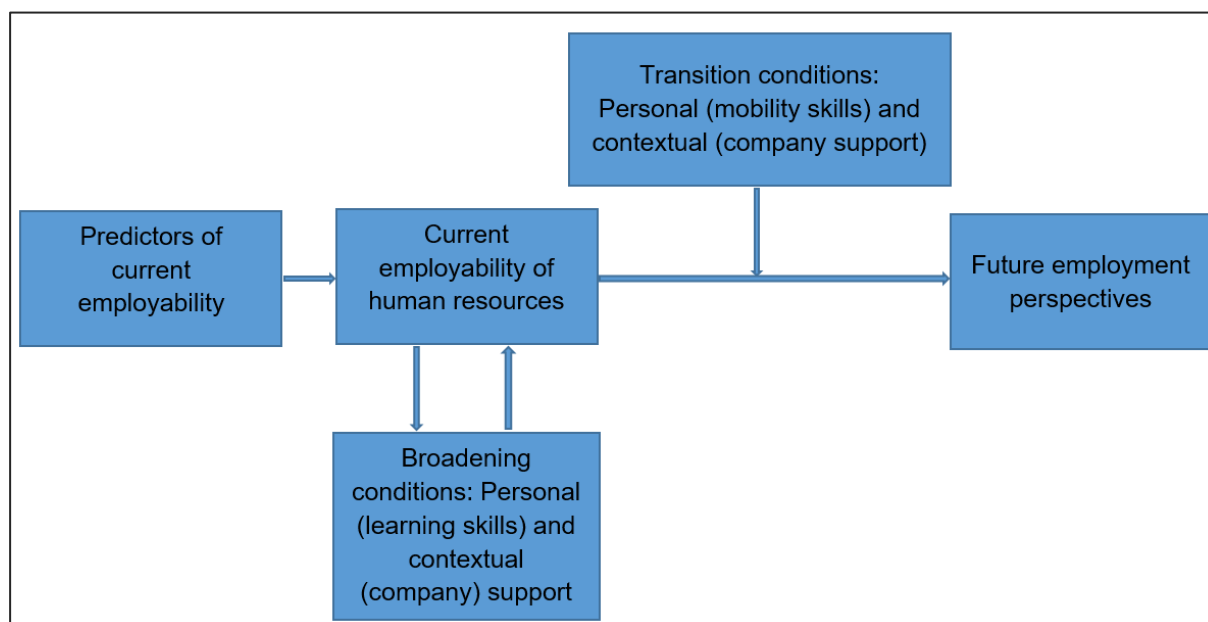 Transition conditions:
Personal (mobility skills) and
contextual (company support)
Predictors of
current
employability
Current
employability of
human resources
Future employment
perspectives
Broadening
conditions: Personal
(learning skills) and
contextual
(company) support